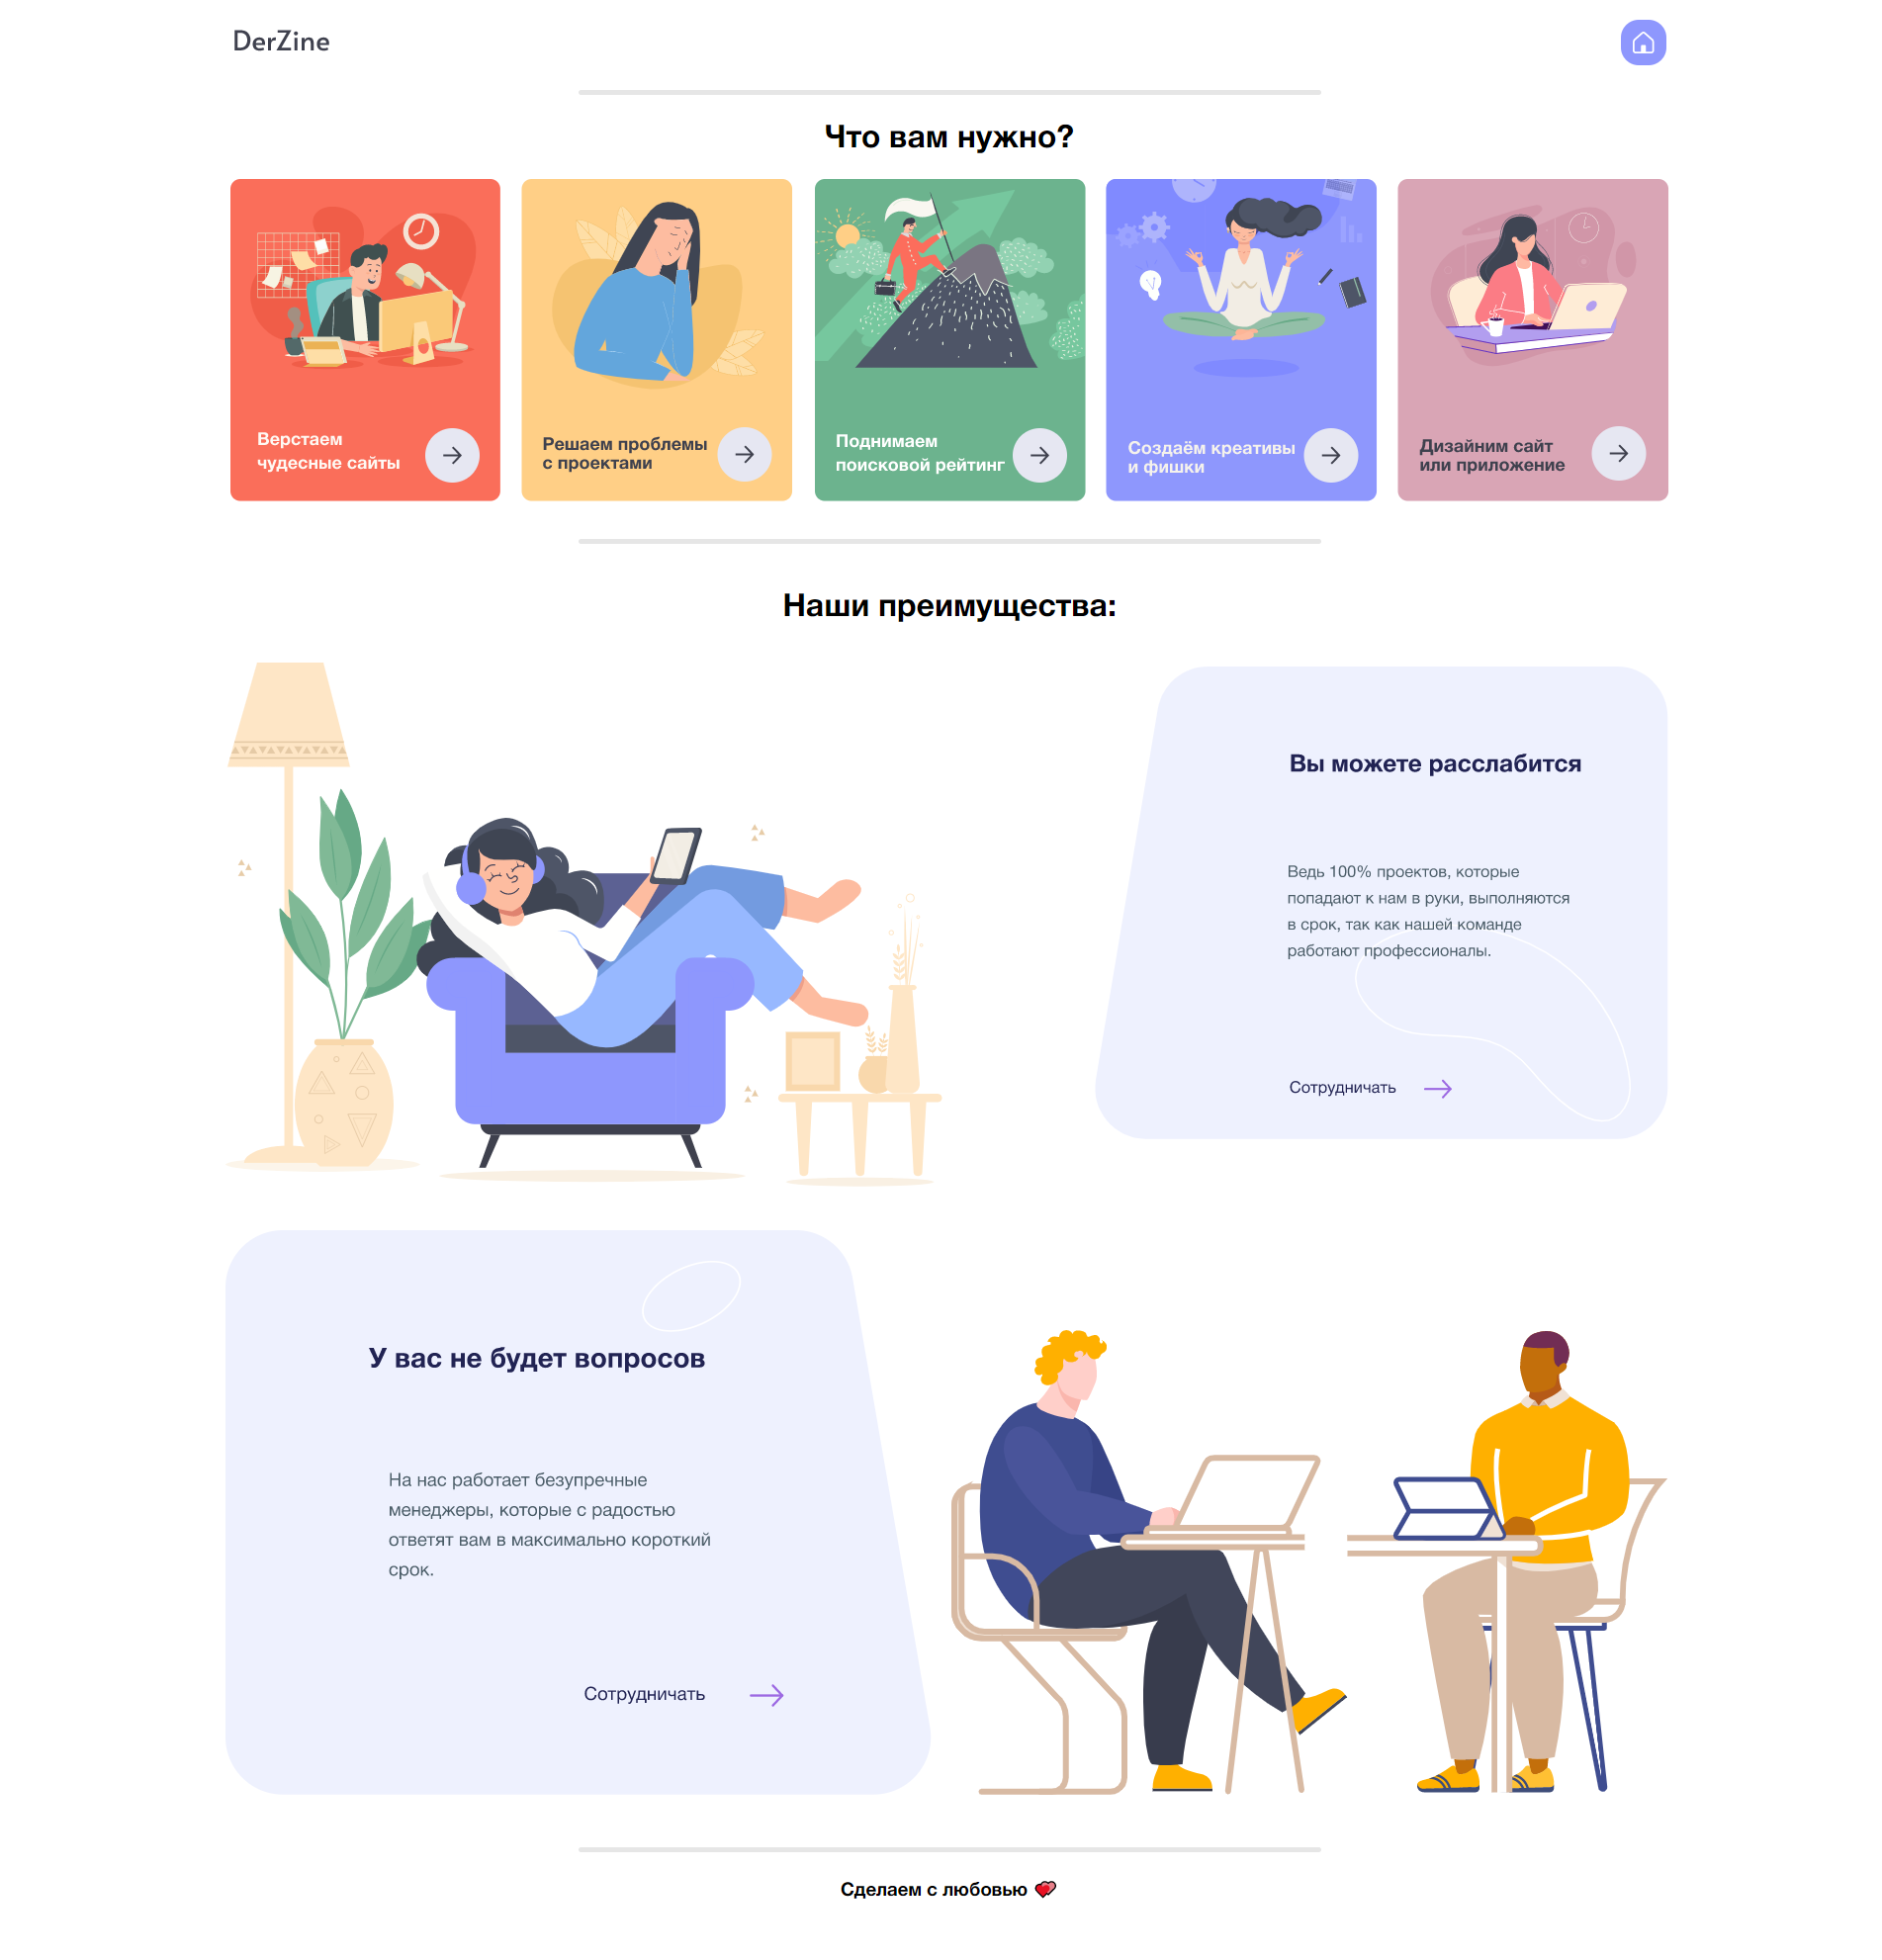 DerZine
Что вам нужно?
Верстаем
чудесные сайты
Решаем проблемы
с проектами
Поднимаем
поисковой рейтинг
Создаём креативы
и фишки
Дизайним сайт
или приложение
Наши преимущества:
Вы можете расслабится
Ведь 100% проектов, которые
попадают к нам в руки, выполняются
в срок, так как нашей команде
работают профессионалы.
Сотрудничать
У вас не будет вопросов
На нас работает безупречные
менеджеры, которые с радостью
ответят вам в максимально короткий
срок.
Сотрудничать
Сделаем с любовью